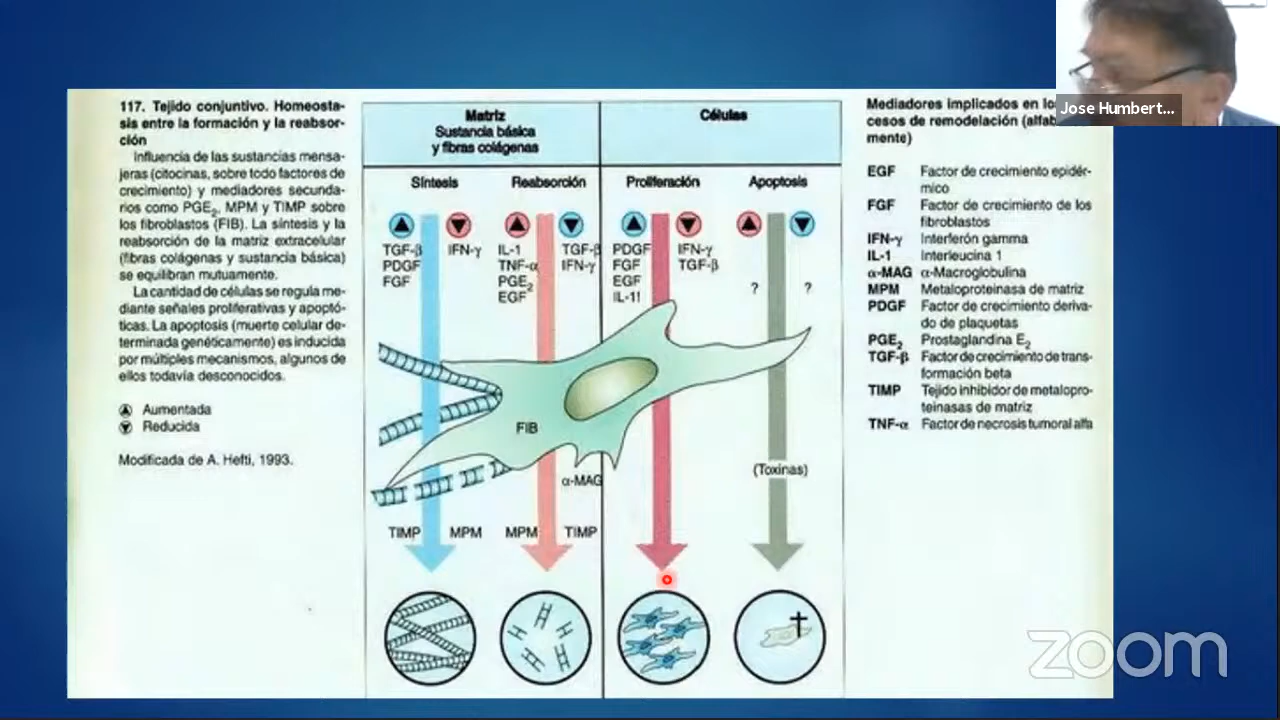 117. Tejido conjuntivo. Homeosta-
sis entre la formación y la reabsor-
ción
Influencia de las sustancias mensa-
jeras (citocinas, sobre todo factores de
crecimiento) y mediadores secunda-
rios como PGE₂, MPM y TIMP sobre
los fibroblastos (FIB). La síntesis y la
reabsorción de la matriz extracelular
(fibras colágenas y sustancia básica)
se equilibran mutuamente.
La cantidad de células se regula me-
diante señales proliferativas y apoptó-
ticas. La apoptosis (muerte celular de-
terminada genéticamente) es inducida
por múltiples mecanismos, algunos de
ellos todavía desconocidos.
Aumentada
Reducida
Modificada de A. Hefti, 1993.
Matriz
Sustancia básica
y fibras colágenas
Células
Síntesis
Reabsorción
Proliferación
Apoptosis
TGF-β
PDGF
FGF
IFN-γ
IL-1
TNF-α
PGE₂
EGF
TGF-β
IFN-γ
PDGF
FGF
EGF
IL-1!
IFN-γ
TGF-β
?
?
FIB
α-MAG
(Toxinas)
TIMP
MPM
MPM
TIMP
Mediadores implicados en lo
cesos de remodelación (alfab
mente)
EGF Factor de crecimiento epidér-
mico
FGF Factor de crecimiento de los
fibroblastos
IFN-γ Interferón gamma
IL-1 Interleucina 1
α-MAG α-Macroglobulina
MPM Metaloproteinasa de matriz
PDGF Factor de crecimiento deriva-
do de plaquetas
PGE₂ Prostaglandina E₂
TGF-β Factor de crecimiento de trans-
formación beta
TIMP Tejido inhibidor de metalopro-
teinasas de matriz
TNF-α Factor de necrosis tumoral alfa
Jose Humbert...
zoom